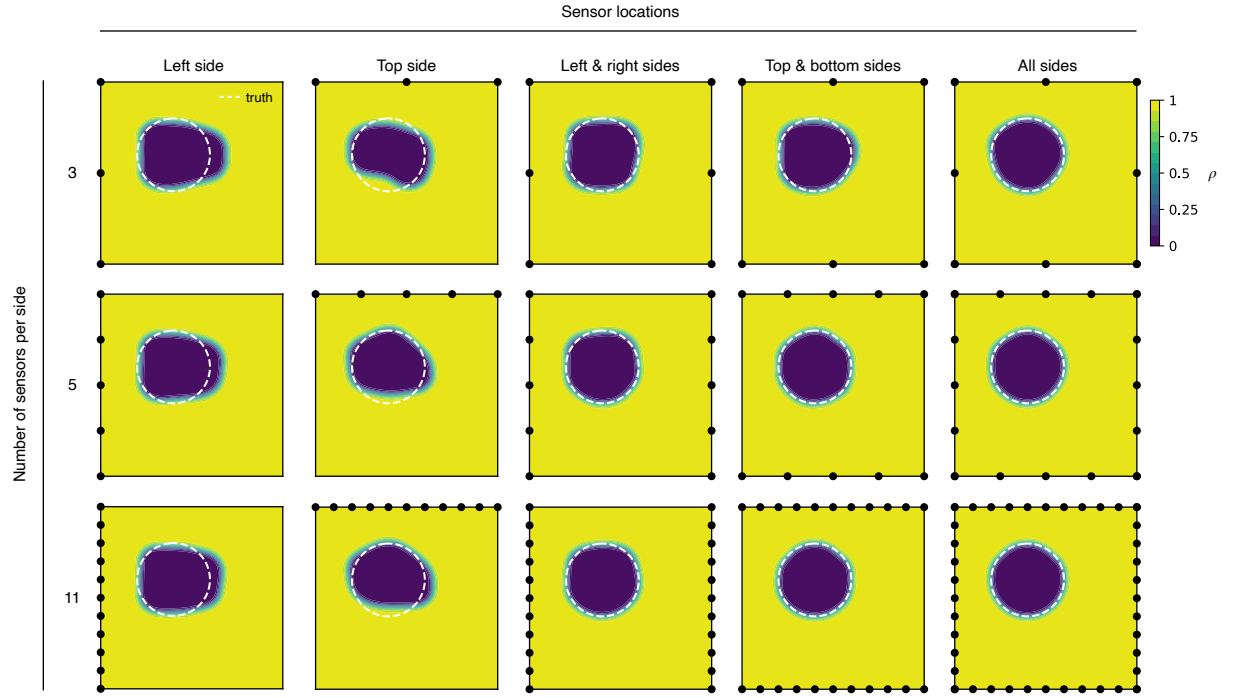 Sensor locations
Left side
Top side
Left & right sides
Top & bottom sides
All sides
truth
1
0.75
0.5
0.25
0
ρ
Number of sensors per side
3
5
11